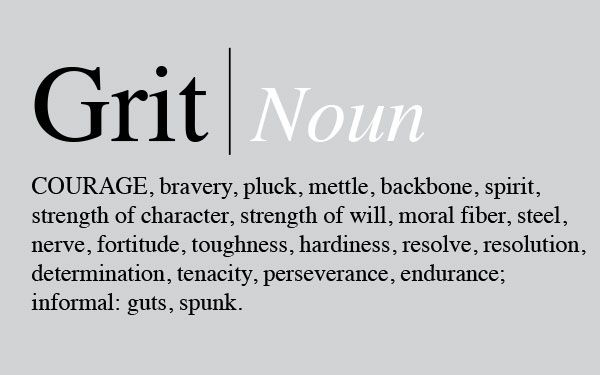 Grit | Noun
COURAGE, bravery, pluck, mettle, backbone, spirit,
strength of character, strength of will, moral fiber, steel,
nerve, fortitude, toughness, hardiness, resolve, resolution,
determination, tenacity, perseverance, endurance;
informal: guts, spunk.